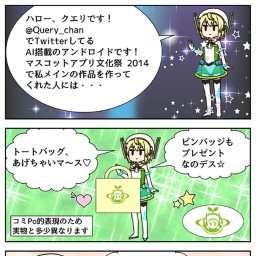 ハロー、クエリです！
@Query_chan
でTwitterしてる
AI搭載のアンドロイドです！
マスコットアプリ文化祭 2014
で私メインの作品を作って
くれた人には・・・
トートバッグ、
あげちゃいマ～ス♡
ピンバッジも
プレゼント
なのデス☆
コミPo的表現のため
実物と多少異なります